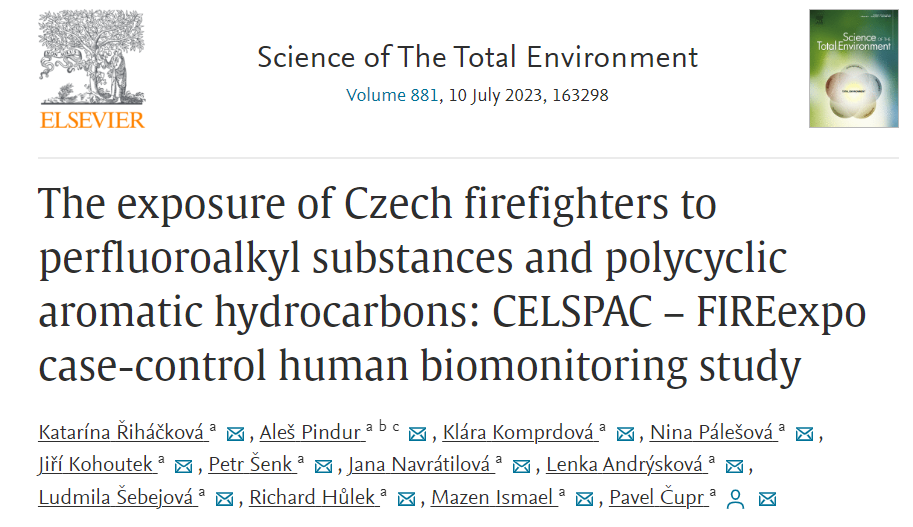 ELSEVIER
Science of The Total Environment
Volume 881, 10 July 2023, 163298
Science OF THE
Total Environment
The exposure of Czech firefighters to
perfluoroalkyl substances and polycyclic
aromatic hydrocarbons: CELSPAC – FIREexpo
case-control human biomonitoring study
Katarína Řiháčková a, Aleš Pindur a b c, Klára Komprdová a, Nina Pálešová a,
Jiří Kohoutek a, Petr Šenk a, Jana Navrátilová a, Lenka Andrýsková a,
Ludmila Šebejová a, Richard Hůlek a, Mazen Ismael a, Pavel Čupr a